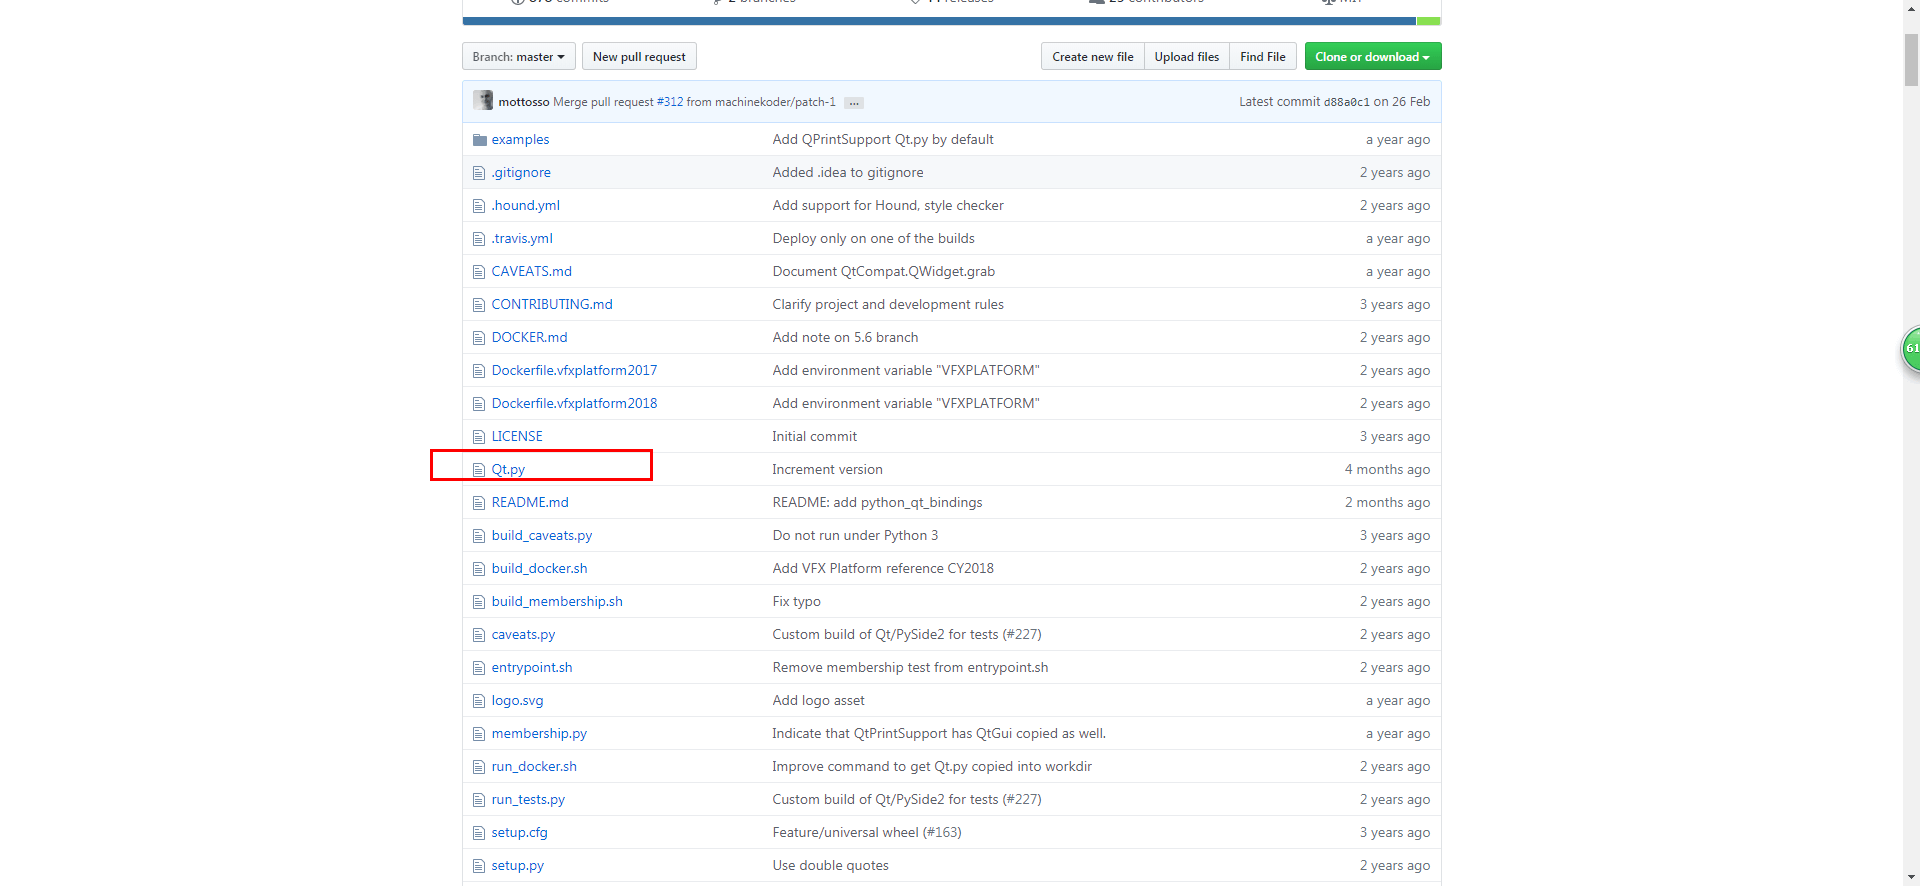 Branch: master New pull request Create new file Upload files Find File Clone or download
mottosso Merge pull request #312 from machinekoder/patch-1 ... Latest commit d88a0c1 on 26 Feb
examples Add QPrintSupport Qt.py by default a year ago
.gitignore Added .idea to gitignore 2 years ago
.hound.yml Add support for Hound, style checker 2 years ago
.travis.yml Deploy only on one of the builds a year ago
CAVEATS.md Document QtCompat.QWidget.grab a year ago
CONTRIBUTING.md Clarify project and development rules 3 years ago
DOCKER.md Add note on 5.6 branch 2 years ago
Dockerfile.vfxplatform2017 Add environment variable "VFXPLATFORM" 2 years ago
Dockerfile.vfxplatform2018 Add environment variable "VFXPLATFORM" 2 years ago
LICENSE Initial commit 3 years ago
Qt.py Increment version 4 months ago
README.md README: add python_qt_bindings 2 months ago
build_caveats.py Do not run under Python 3 3 years ago
build_docker.sh Add VFX Platform reference CY2018 2 years ago
build_membership.sh Fix typo 2 years ago
caveats.py Custom build of Qt/PySide2 for tests (#227) 2 years ago
entrypoint.sh Remove membership test from entrypoint.sh 2 years ago
logo.svg Add logo asset a year ago
membership.py Indicate that QtPrintSupport has QtGui copied as well. a year ago
run_docker.sh Improve command to get Qt.py copied into workdir 2 years ago
run_tests.py Custom build of Qt/PySide2 for tests (#227) 2 years ago
setup.cfg Feature/universal wheel (#163) 3 years ago
setup.py Use double quotes 2 years ago
61